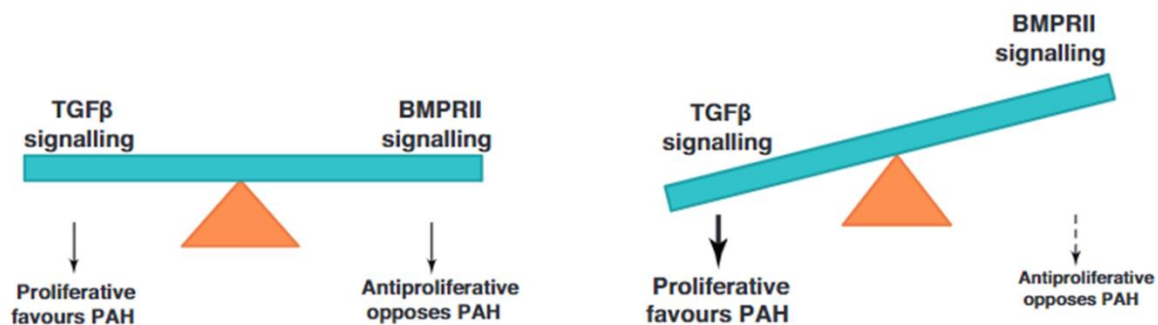 TGFβ
signalling
BMPRII
signalling
Proliferative
favours PAH
Antiproliferative
opposes PAH
BMPRII
signalling
TGFβ
signalling
Proliferative
favours PAH
Antiproliferative
opposes PAH